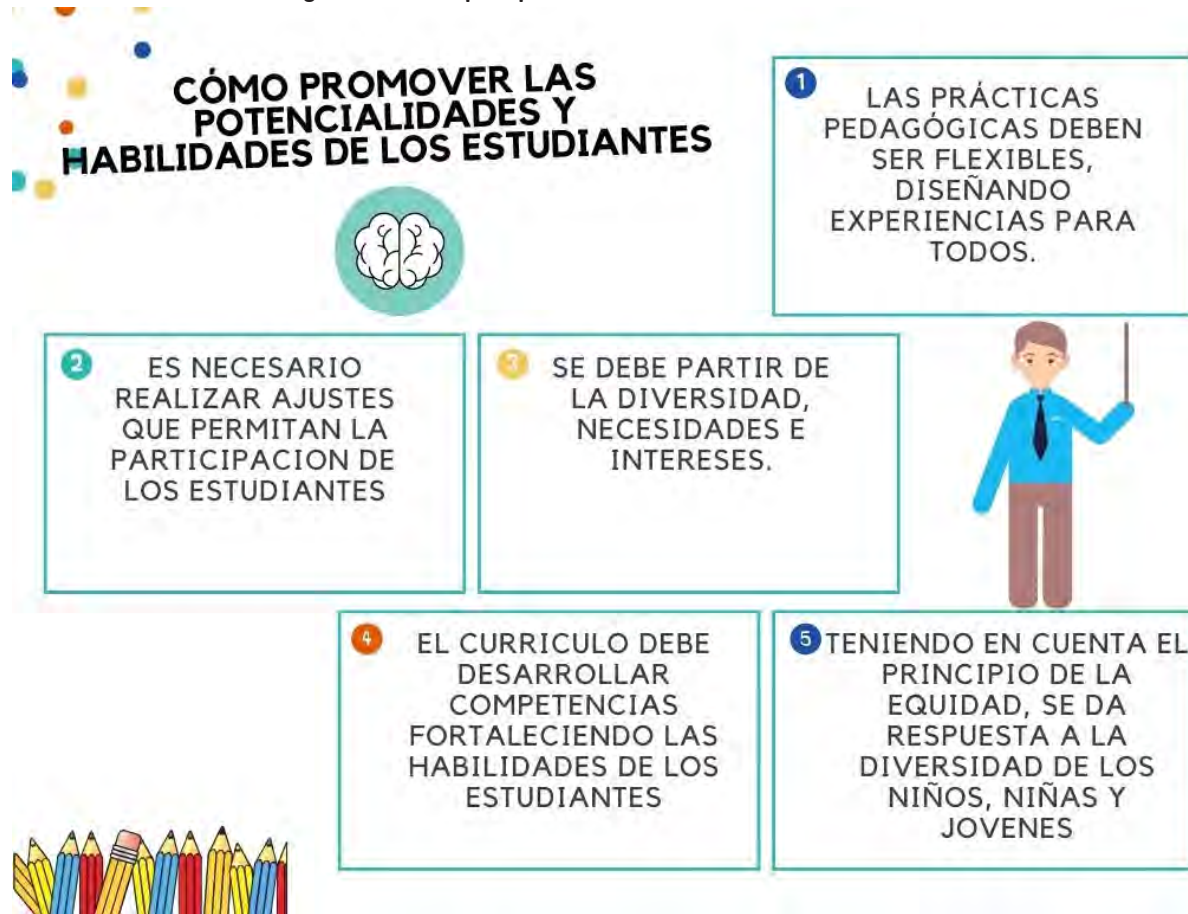 CÓMO PROMOVER LAS
POTENCIALIDADES Y
HABILIDADES DE LOS ESTUDIANTES
1
LAS PRÁCTICAS
PEDAGÓGICAS DEBEN
SER FLEXIBLES,
DISEÑANDO
EXPERIENCIAS PARA
TODOS.
2
ES NECESARIO
REALIZAR AJUSTES
QUE PERMITAN LA
PARTICIPACION DE
LOS ESTUDIANTES
3
SE DEBE PARTIR DE
LA DIVERSIDAD,
NECESIDADES E
INTERESES.
4
EL CURRICULO DEBE
DESARROLLAR
COMPETENCIAS
FORTALECIENDO LAS
HABILIDADES DE LOS
ESTUDIANTES
5
TENIENDO EN CUENTA EL
PRINCIPIO DE LA
EQUIDAD, SE DA
RESPUESTA A LA
DIVERSIDAD DE LOS
NIÑOS, NIÑAS Y
JOVENES